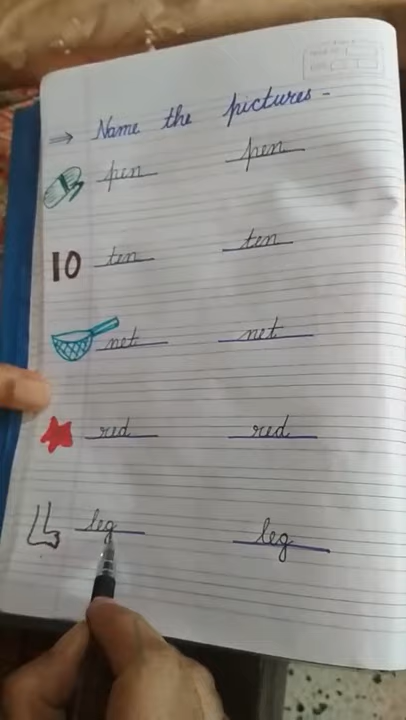 ⇒ Name the pictures -
pen pen
10 ten ten
net net
red red
leg leg